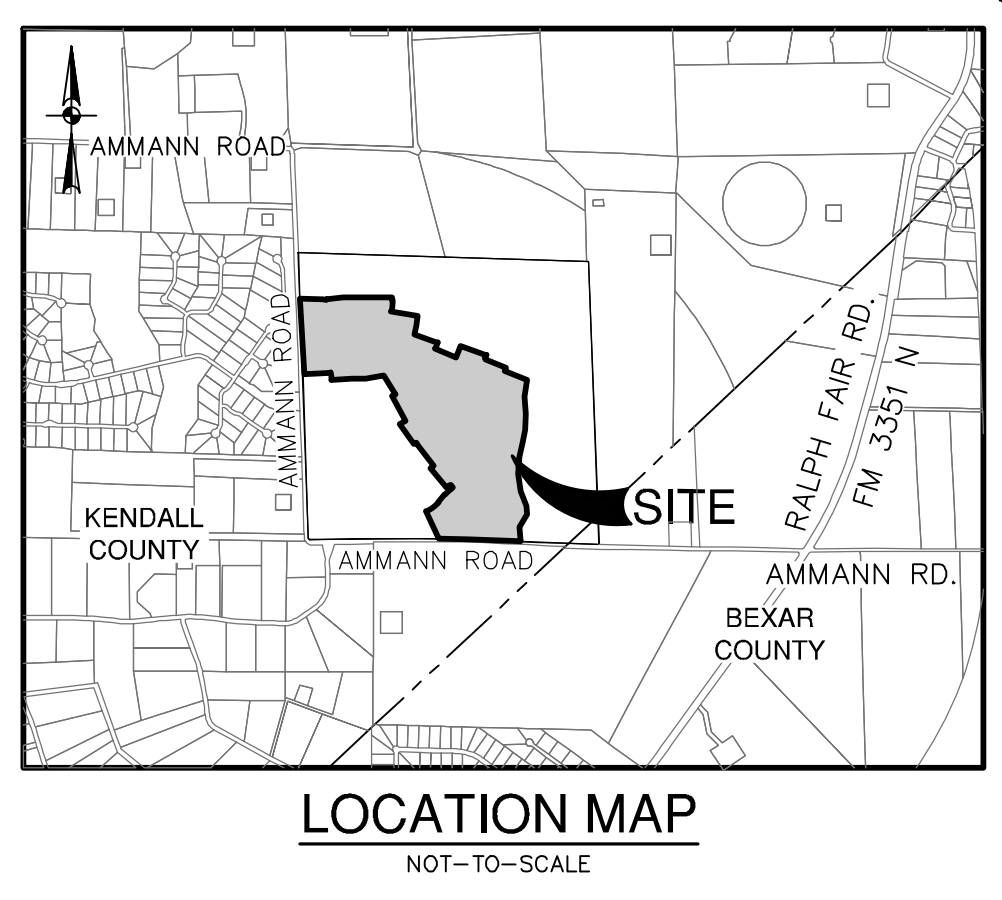 AMMANN ROAD
AMMANN ROAD
RALPH FAIR RD.
FM 3351 N
SITE
KENDALL
COUNTY
AMMANN ROAD
AMMANN RD.
BEXAR
COUNTY
LOCATION MAP
NOT-TO-SCALE